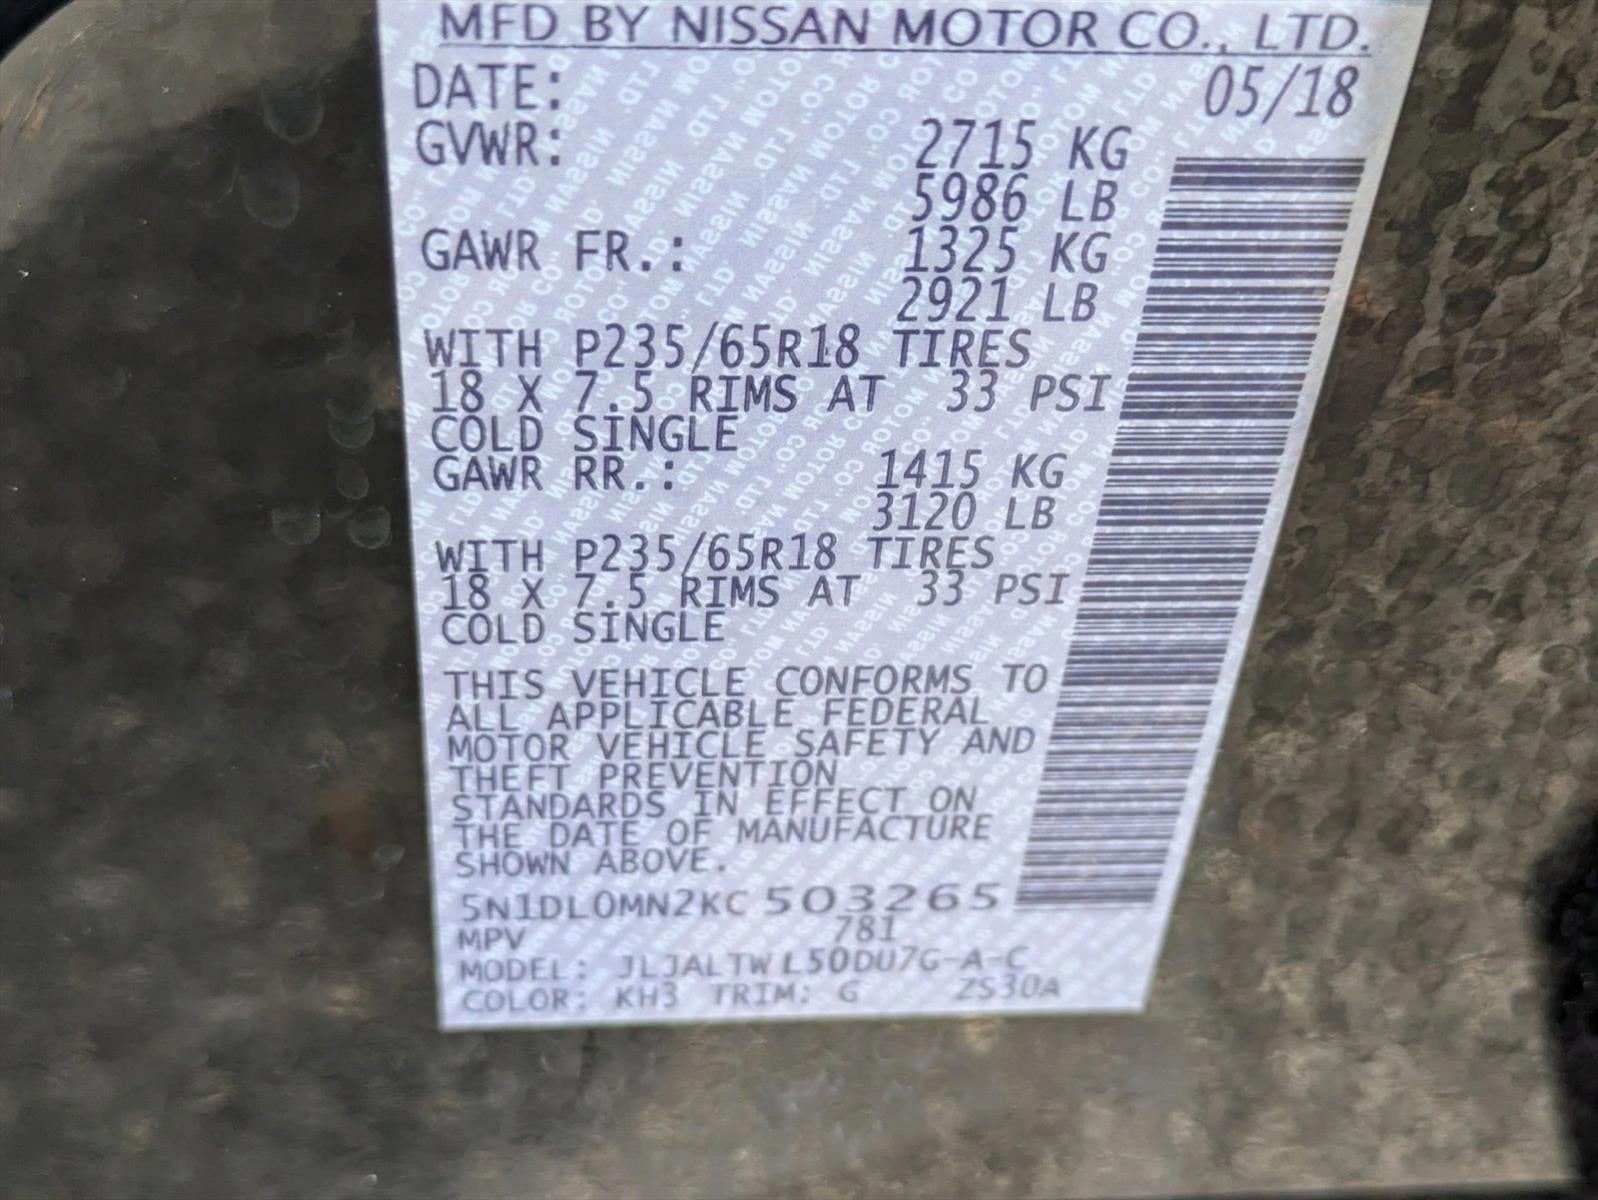 MFD BY NISSAN MOTOR CO., LTD.
DATE: 05/18
GVWR: 2715 KG
5986 LB
GAWR FR.: 1325 KG
2921 LB
WITH P235/65R18 TIRES
18 X 7.5 RIMS AT 33 PSI
COLD SINGLE
GAWR RR.: 1415 KG
3120 LB
WITH P235/65R18 TIRES
18 X 7.5 RIMS AT 33 PSI
COLD SINGLE
THIS VEHICLE CONFORMS TO
ALL APPLICABLE FEDERAL
MOTOR VEHICLE SAFETY AND
THEFT PREVENTION
STANDARDS IN EFFECT ON
THE DATE OF MANUFACTURE
SHOWN ABOVE.
5N1DL0MN2KC503265
MPV 781
MODEL: JLJALTWL50DU7G-A-C
COLOR: KH3 TRIM: G ZS30A